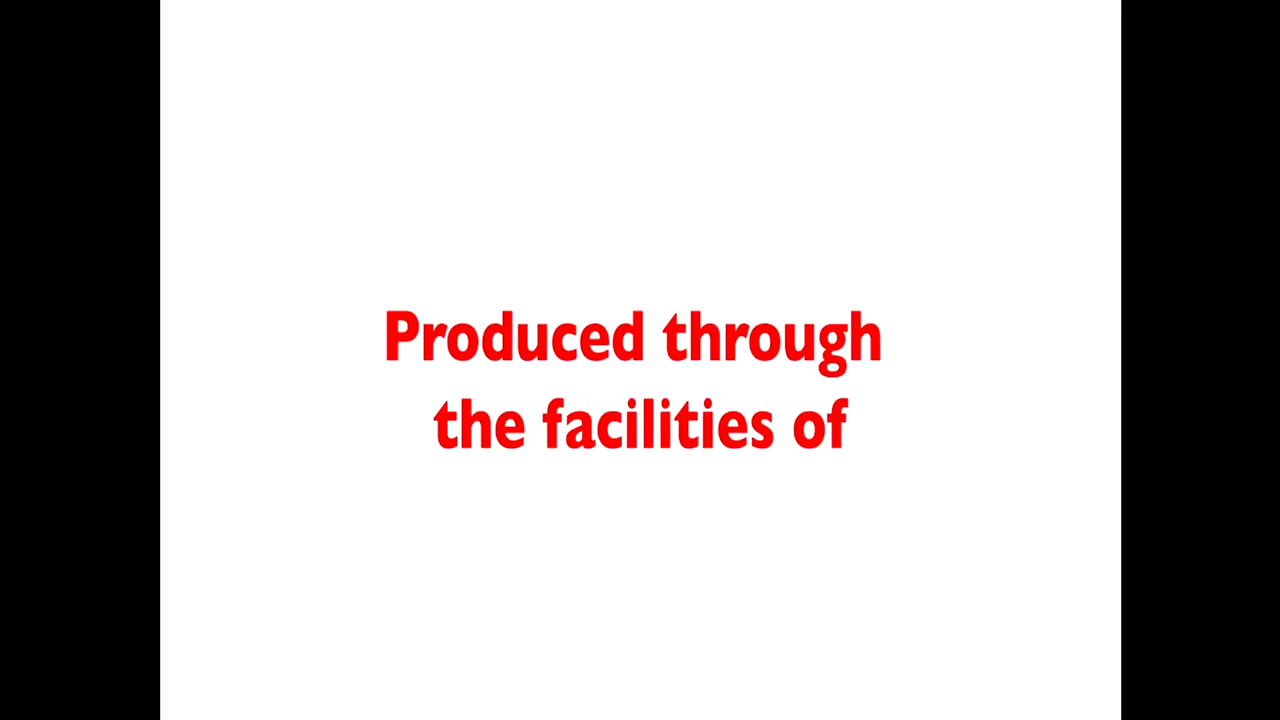 Produced through
the facilities of